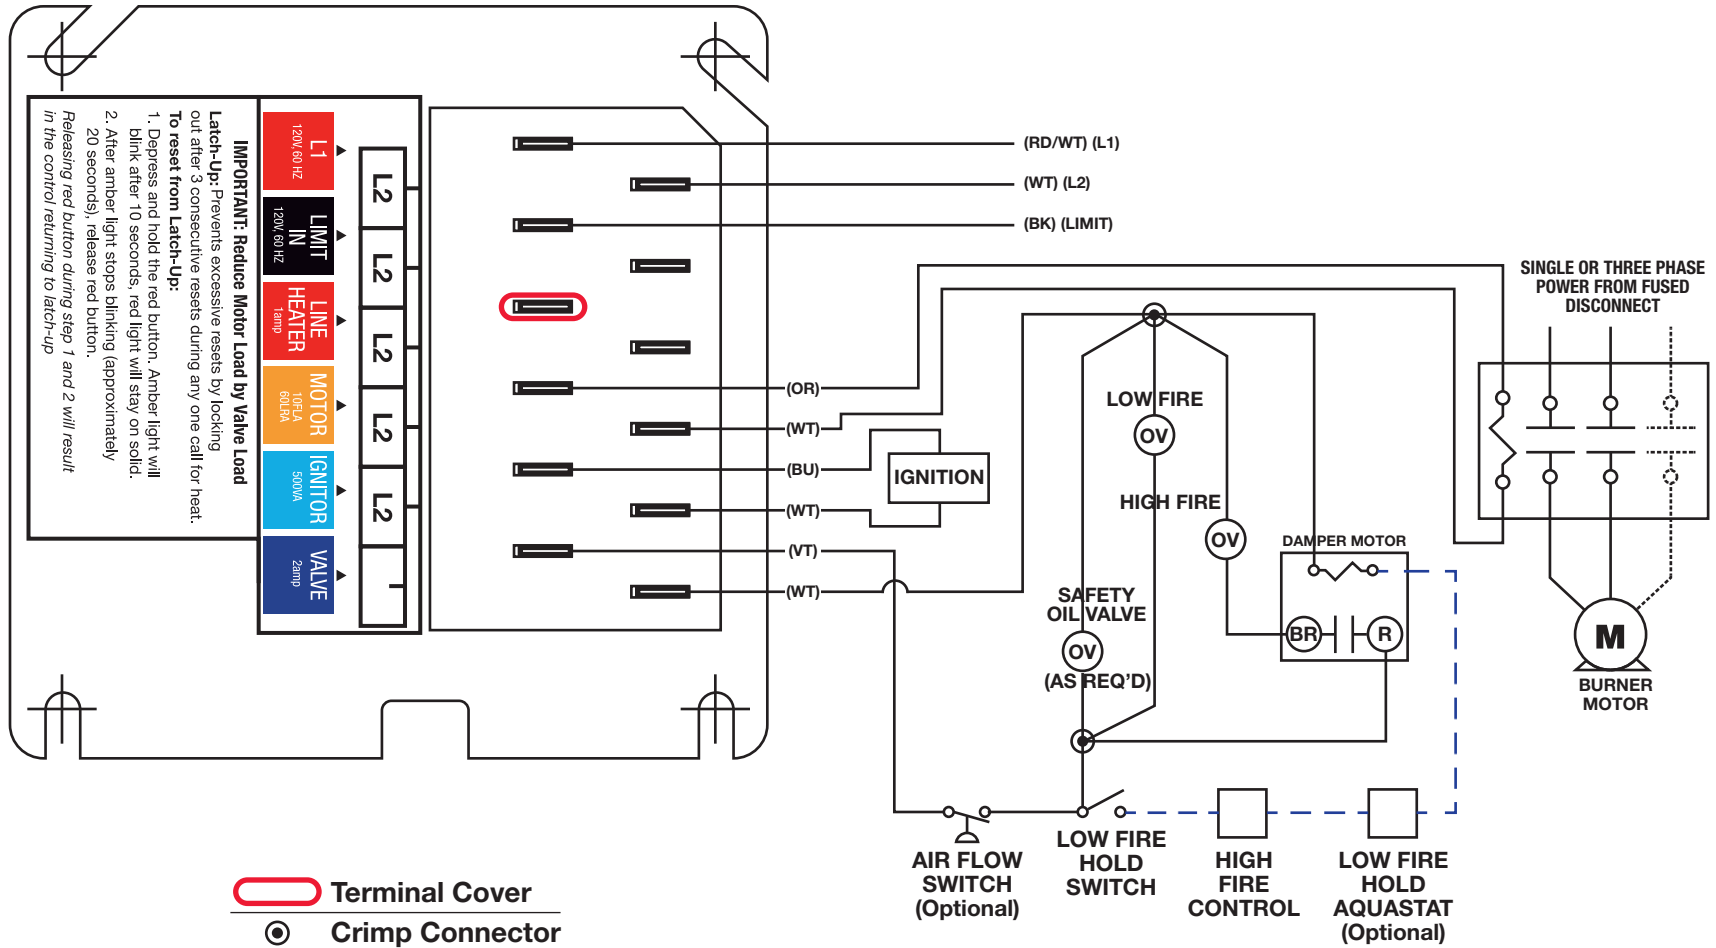 IMPORTANT: Reduce Motor Load by Valve Load
Latch-Up: Prevents excessive resets by locking
out after 3 consecutive resets during any one call for heat.
To reset from Latch-Up:
1. Depress and hold the red button. Amber light will
blink after 10 seconds, red light will stay on solid.
2. After amber light stops blinking (approximately
20 seconds), release red button.
Releasing red button during step 1 and 2 will result
in the control returning to latch-up
L1
120V, 60 HZ
LIMIT
IN
120V, 60 HZ
LINE
HEATER
1amp
MOTOR
10FLA
60LRA
IGNITOR
500VA
VALVE
2amp
L2
L2
L2
L2
L2
(RD/WT) (L1)
(WT) (L2)
(BK) (LIMIT)
(OR)
(WT)
(BU)
(WT)
(VT)
(WT)
IGNITION
LOW FIRE
OV
HIGH FIRE
OV
SAFETY
OIL VALVE
OV
(AS REQ'D)
DAMPER MOTOR
BR
R
SINGLE OR THREE PHASE
POWER FROM FUSED
DISCONNECT
M
BURNER
MOTOR
AIR FLOW
SWITCH
(Optional)
LOW FIRE
HOLD
SWITCH
HIGH
FIRE
CONTROL
LOW FIRE
HOLD
AQUASTAT
(Optional)
Terminal Cover
Crimp Connector